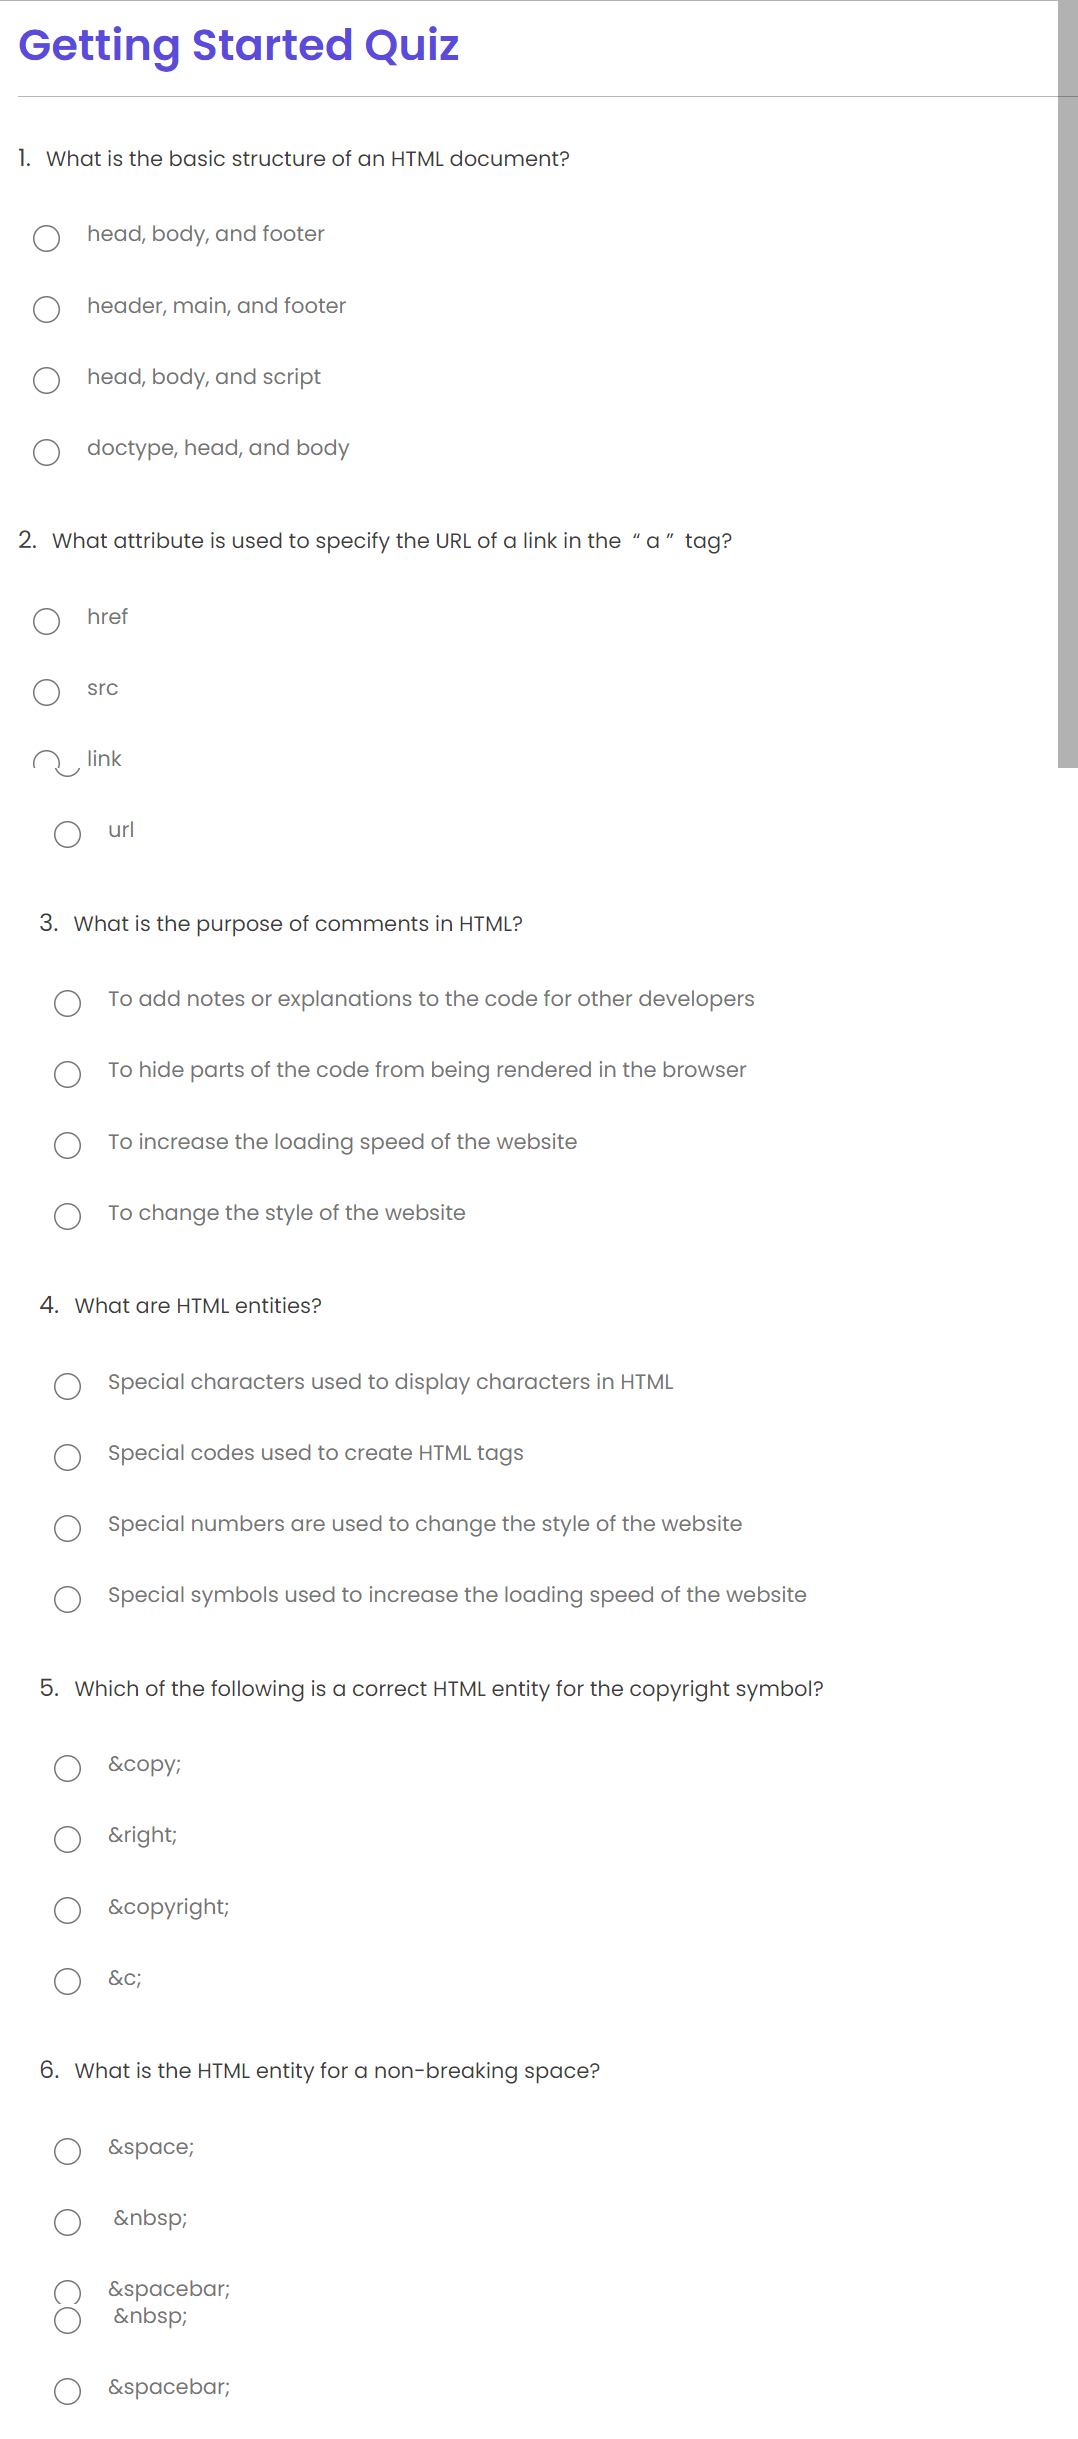 Getting Started Quiz
1. What is the basic structure of an HTML document?
head, body, and footer
header, main, and footer
head, body, and script
doctype, head, and body
2. What attribute is used to specify the URL of a link in the “ a ” tag?
href
src
link
url
3. What is the purpose of comments in HTML?
To add notes or explanations to the code for other developers
To hide parts of the code from being rendered in the browser
To increase the loading speed of the website
To change the style of the website
4. What are HTML entities?
Special characters used to display characters in HTML
Special codes used to create HTML tags
Special numbers are used to change the style of the website
Special symbols used to increase the loading speed of the website
5. Which of the following is a correct HTML entity for the copyright symbol?
&copy;
&right;
&copyright;
&c;
6. What is the HTML entity for a non-breaking space?
&space;
&nbsp;
&spacebar;
&nbsp;
&spacebar;